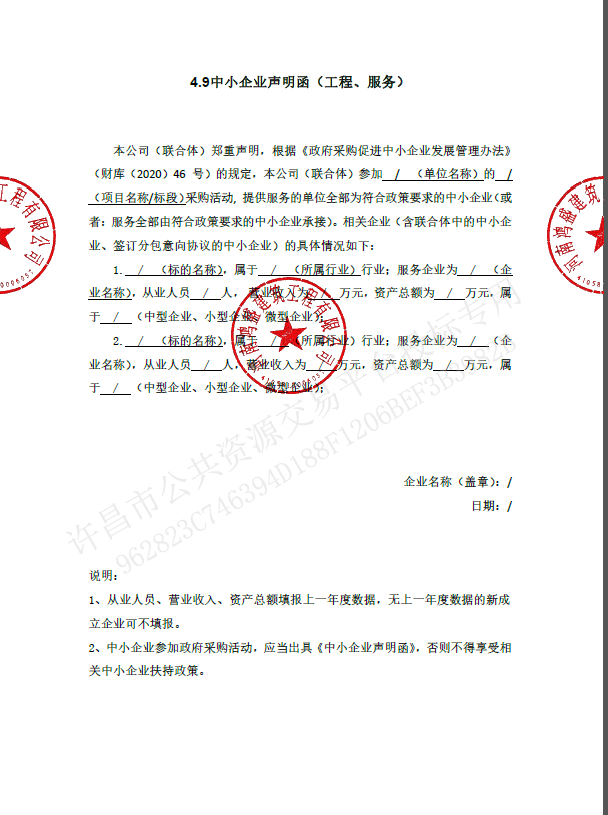 4.9中小企业声明函（工程、服务）
本公司（联合体）郑重声明，根据《政府采购促进中小企业发展管理办法》
（财库（2020）46 号）的规定，本公司（联合体）参加 / （单位名称）的 /
（项目名称/标段）采购活动, 提供服务的单位全部为符合政策要求的中小企业（或
者：服务全部由符合政策要求的中小企业承接）。相关企业（含联合体中的中小企
业、签订分包意向协议的中小企业）的具体情况如下：
1. / （标的名称），属于 / （所属行业）行业；服务企业为 / （企
业名称），从业人员 / 人，营业收入为 / 万元，资产总额为 / 万元，属
于 / （中型企业、小型企业、微型企业）；
2. / （标的名称），属于 / （所属行业）行业；服务企业为 / （企
业名称），从业人员 / 人，营业收入为 / 万元，资产总额为 / 万元，属
于 / （中型企业、小型企业、微型企业）；
河南鸿盛建筑工程有限公司
许昌市公共资源交易平台投标专用
企业名称（盖章）：/
日期：/
说明：
1、从业人员、营业收入、资产总额填报上一年度数据，无上一年度数据的新成
立企业可不填报。
2、中小企业参加政府采购活动，应当出具《中小企业声明函》，否则不得享受相
关中小企业扶持政策。